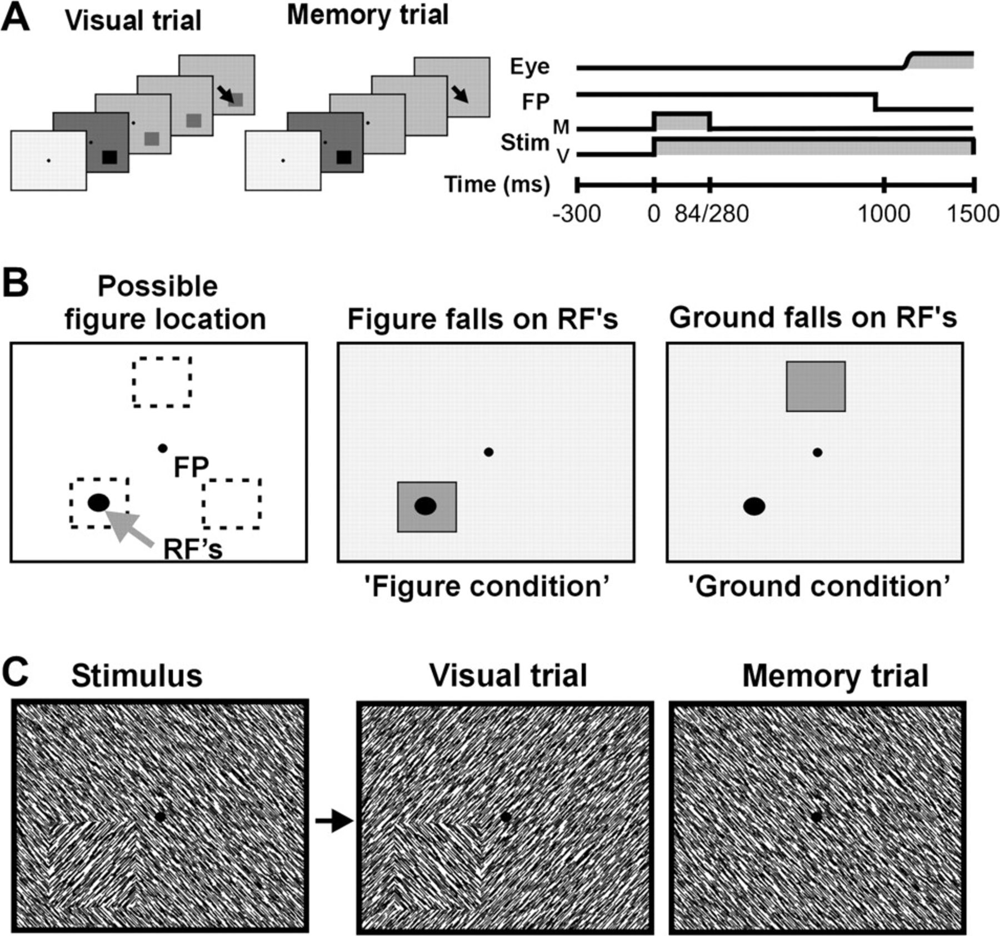 A
Visual trial
Memory trial
Eye
FP
M
Stim
V
Time (ms)
-300 0 84/280 1000 1500
B
Possible
figure location
Figure falls on RF's
Ground falls on RF's
FP
RF’s
'Figure condition’
'Ground condition’
C
Stimulus
Visual trial
Memory trial